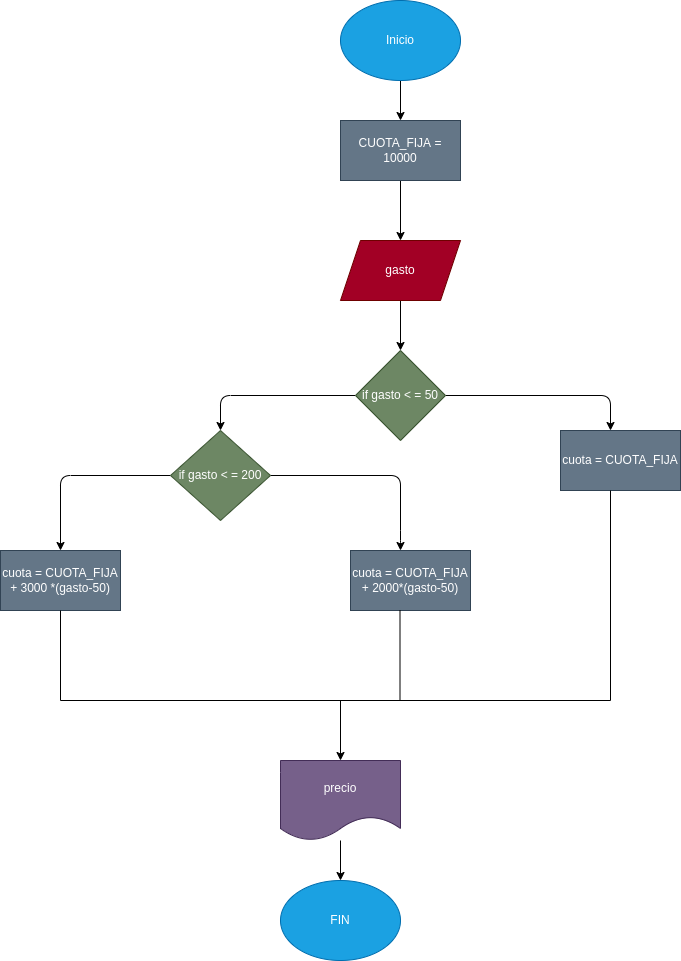 Inicio
CUOTA_FIJA =
10000
gasto
if gasto < = 50
if gasto < = 200
cuota = CUOTA_FIJA
cuota = CUOTA_FIJA
+ 3000 *(gasto-50)
cuota = CUOTA_FIJA
+ 2000*(gasto-50)
precio
FIN